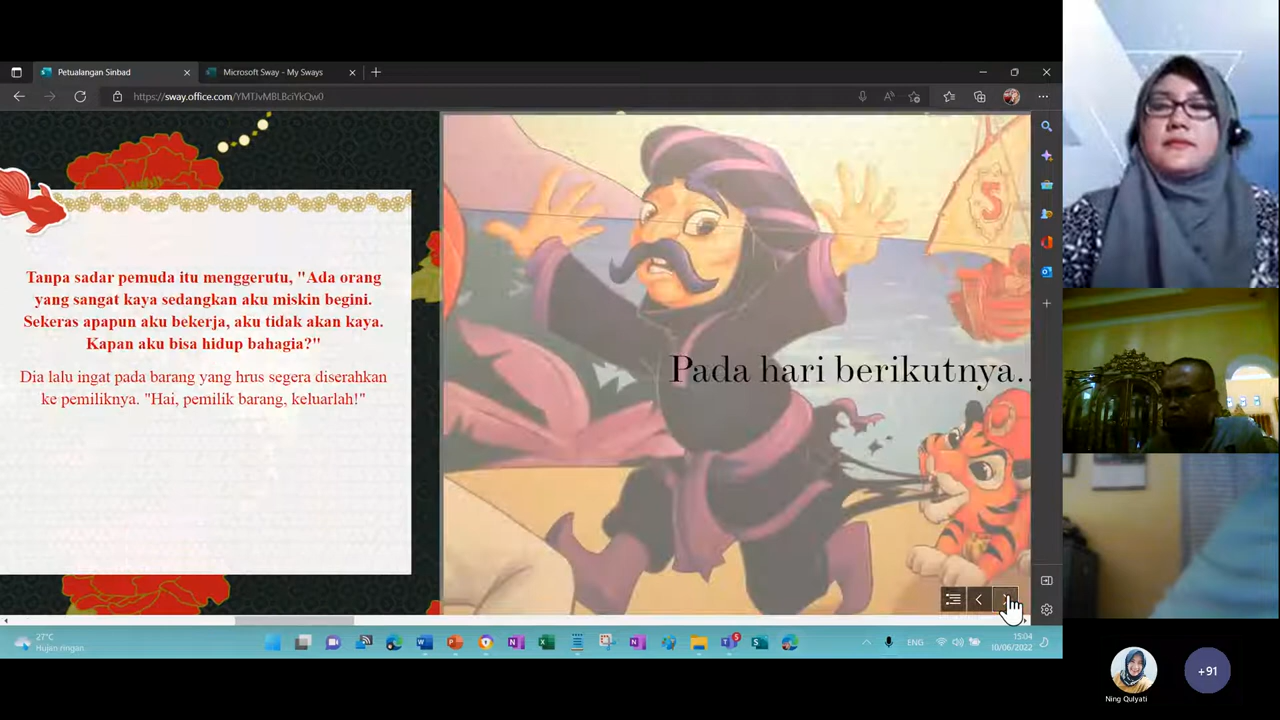 Petualangan Sinbad
Microsoft Sway - My Sways
https://sway.office.com/YMTJvMBLBciYkQw0
Tanpa sadar pemuda itu menggerutu, "Ada orang
yang sangat kaya sedangkan aku miskin begini.
Sekeras apapun aku bekerja, aku tidak akan kaya.
Kapan aku bisa hidup bahagia?"
Dia lalu ingat pada barang yang hrus segera diserahkan
ke pemiliknya. "Hai, pemilik barang, keluarlah!"
S
Pada hari berikutnya..
27°C
Hujan ringan
5
ENG
15:04
10/06/2022
Ning Qulyati
+91